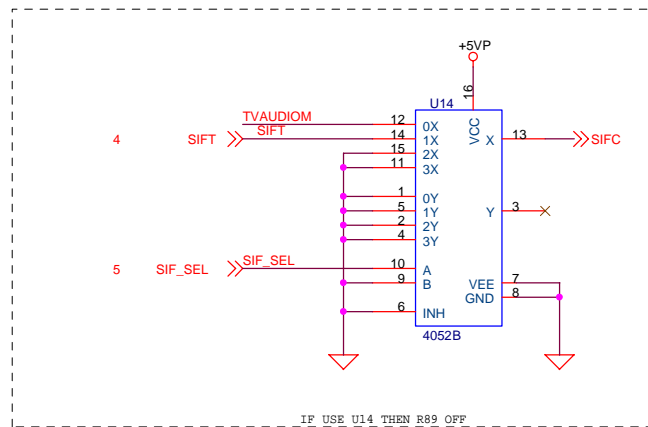 +5VP
U14
16
VCC
TVAUDIOM 12 0X
4 SIFT SIFT 14 1X X 13 SIFC
15 2X
11 3X
1 0Y
5 1Y Y 3
2 2Y
4 3Y
5 SIF_SEL SIF_SEL 10 A
9 B VEE 7
GND 8
6 INH
4052B
IF USE U14 THEN R89 OFF